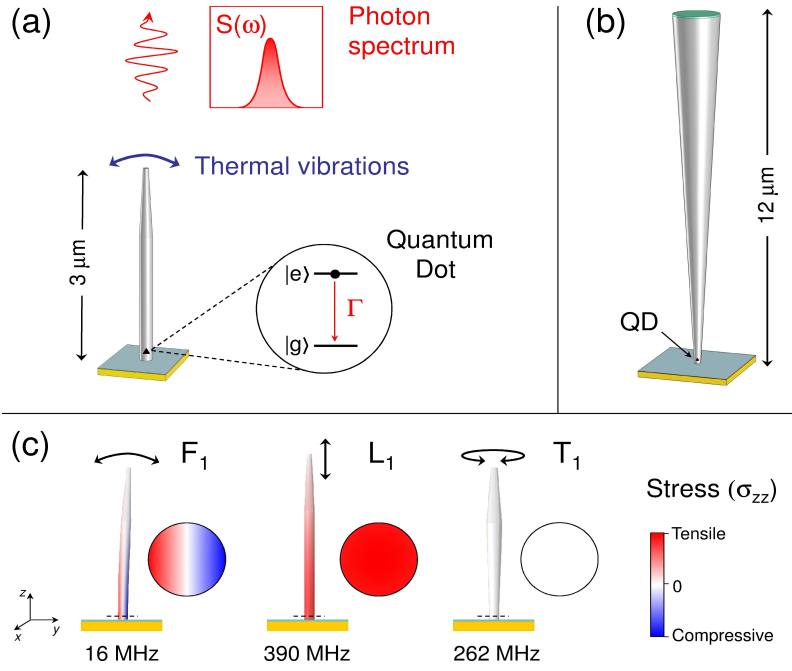 (a)
S(ω)
Photon
spectrum
Thermal vibrations
3 μm
Quantum
Dot
|e⟩
Γ
|g⟩
(b)
12 μm
QD
(c)
F₁
L₁
T₁
Stress (σzz)
Tensile
0
Compressive
z
x
y
16 MHz
390 MHz
262 MHz